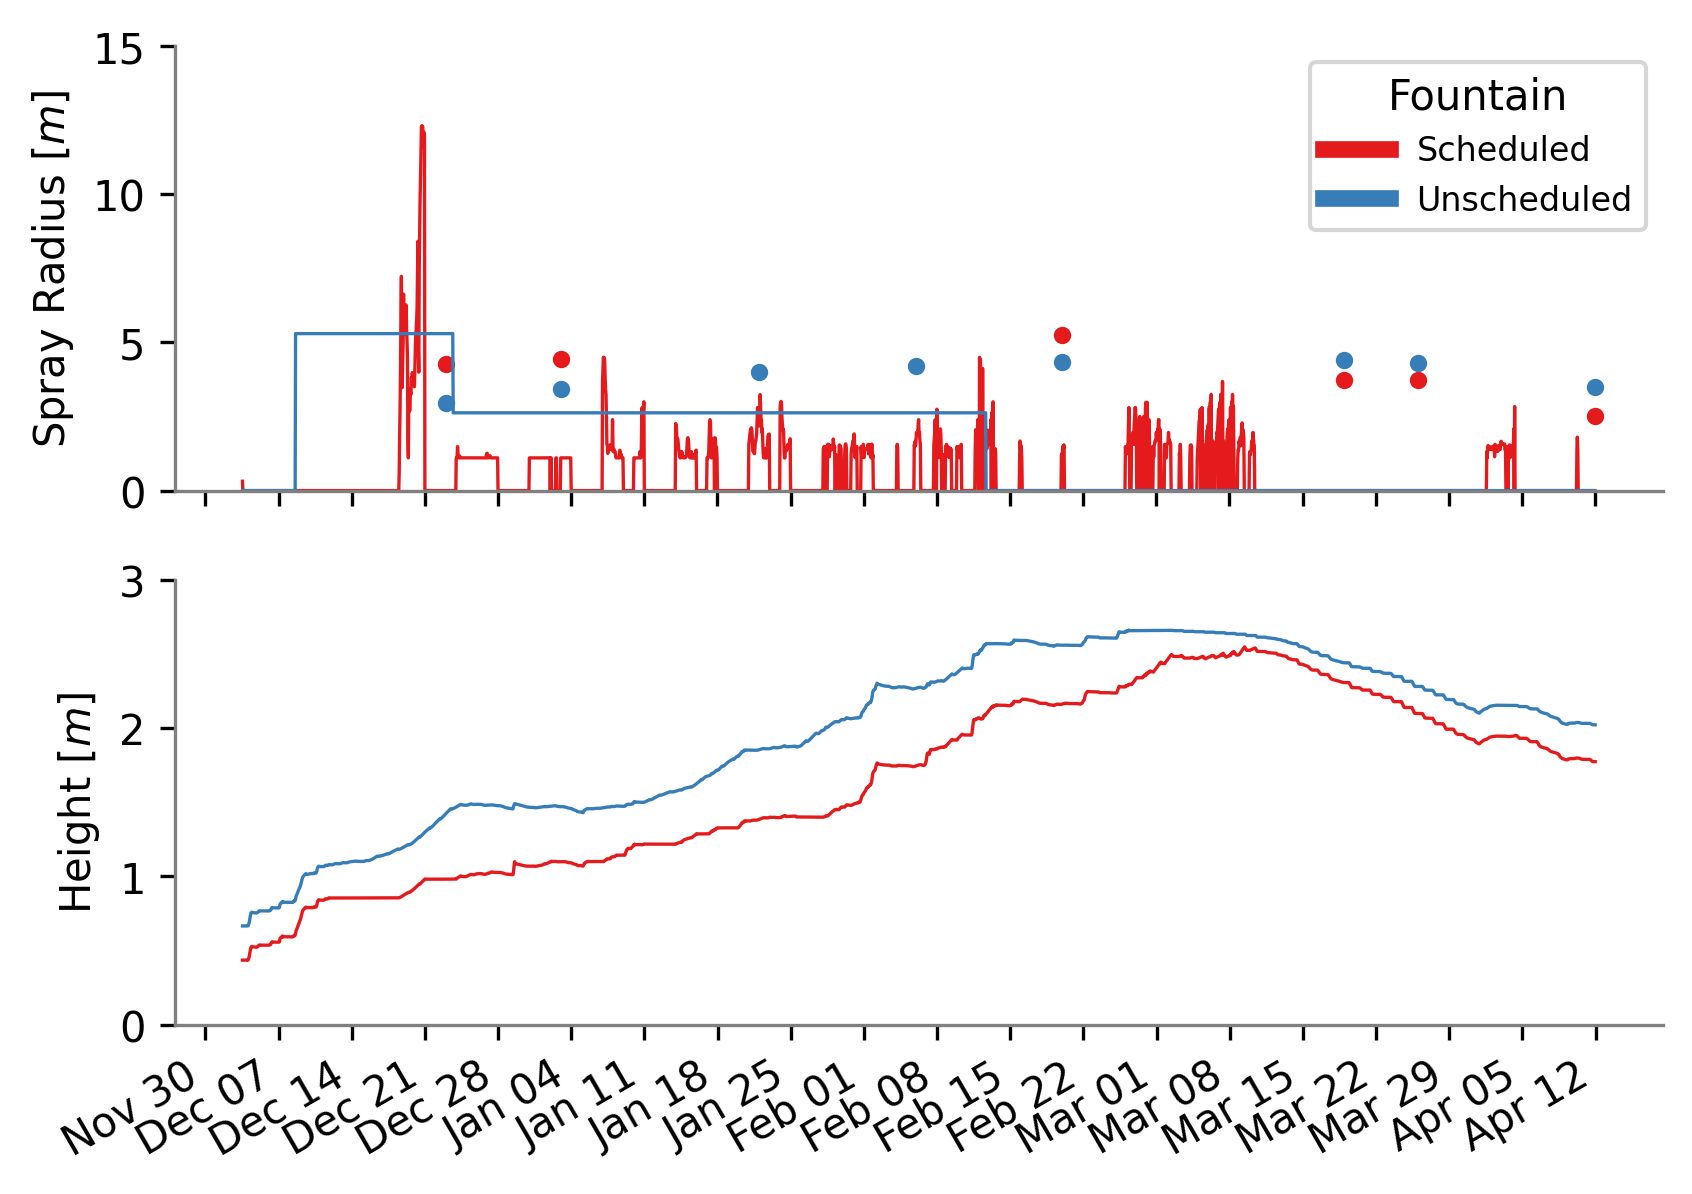 15
10
5
0
Spray Radius [m]
Fountain
Scheduled
Unscheduled
3
2
1
0
Height [m]
Nov 30
Dec 07
Dec 14
Dec 21
Dec 28
Jan 04
Jan 11
Jan 18
Jan 25
Feb 01
Feb 08
Feb 15
Feb 22
Mar 01
Mar 08
Mar 15
Mar 22
Mar 29
Apr 05
Apr 12